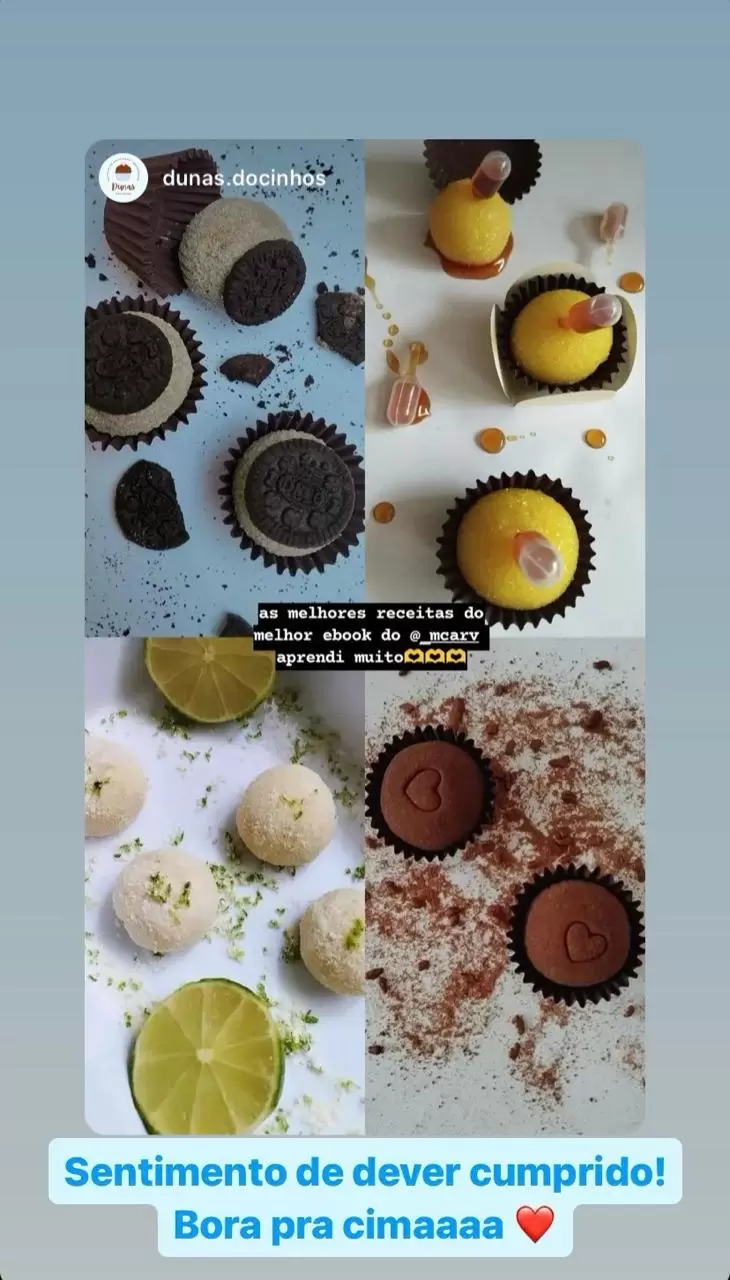 Dunas
dunas.docinhos
as melhores receitas do
melhor ebook do @_mcarv
aprendi muito🫶🫶🫶
Sentimento de dever cumprido!
Bora pra cimaaaa ❤️